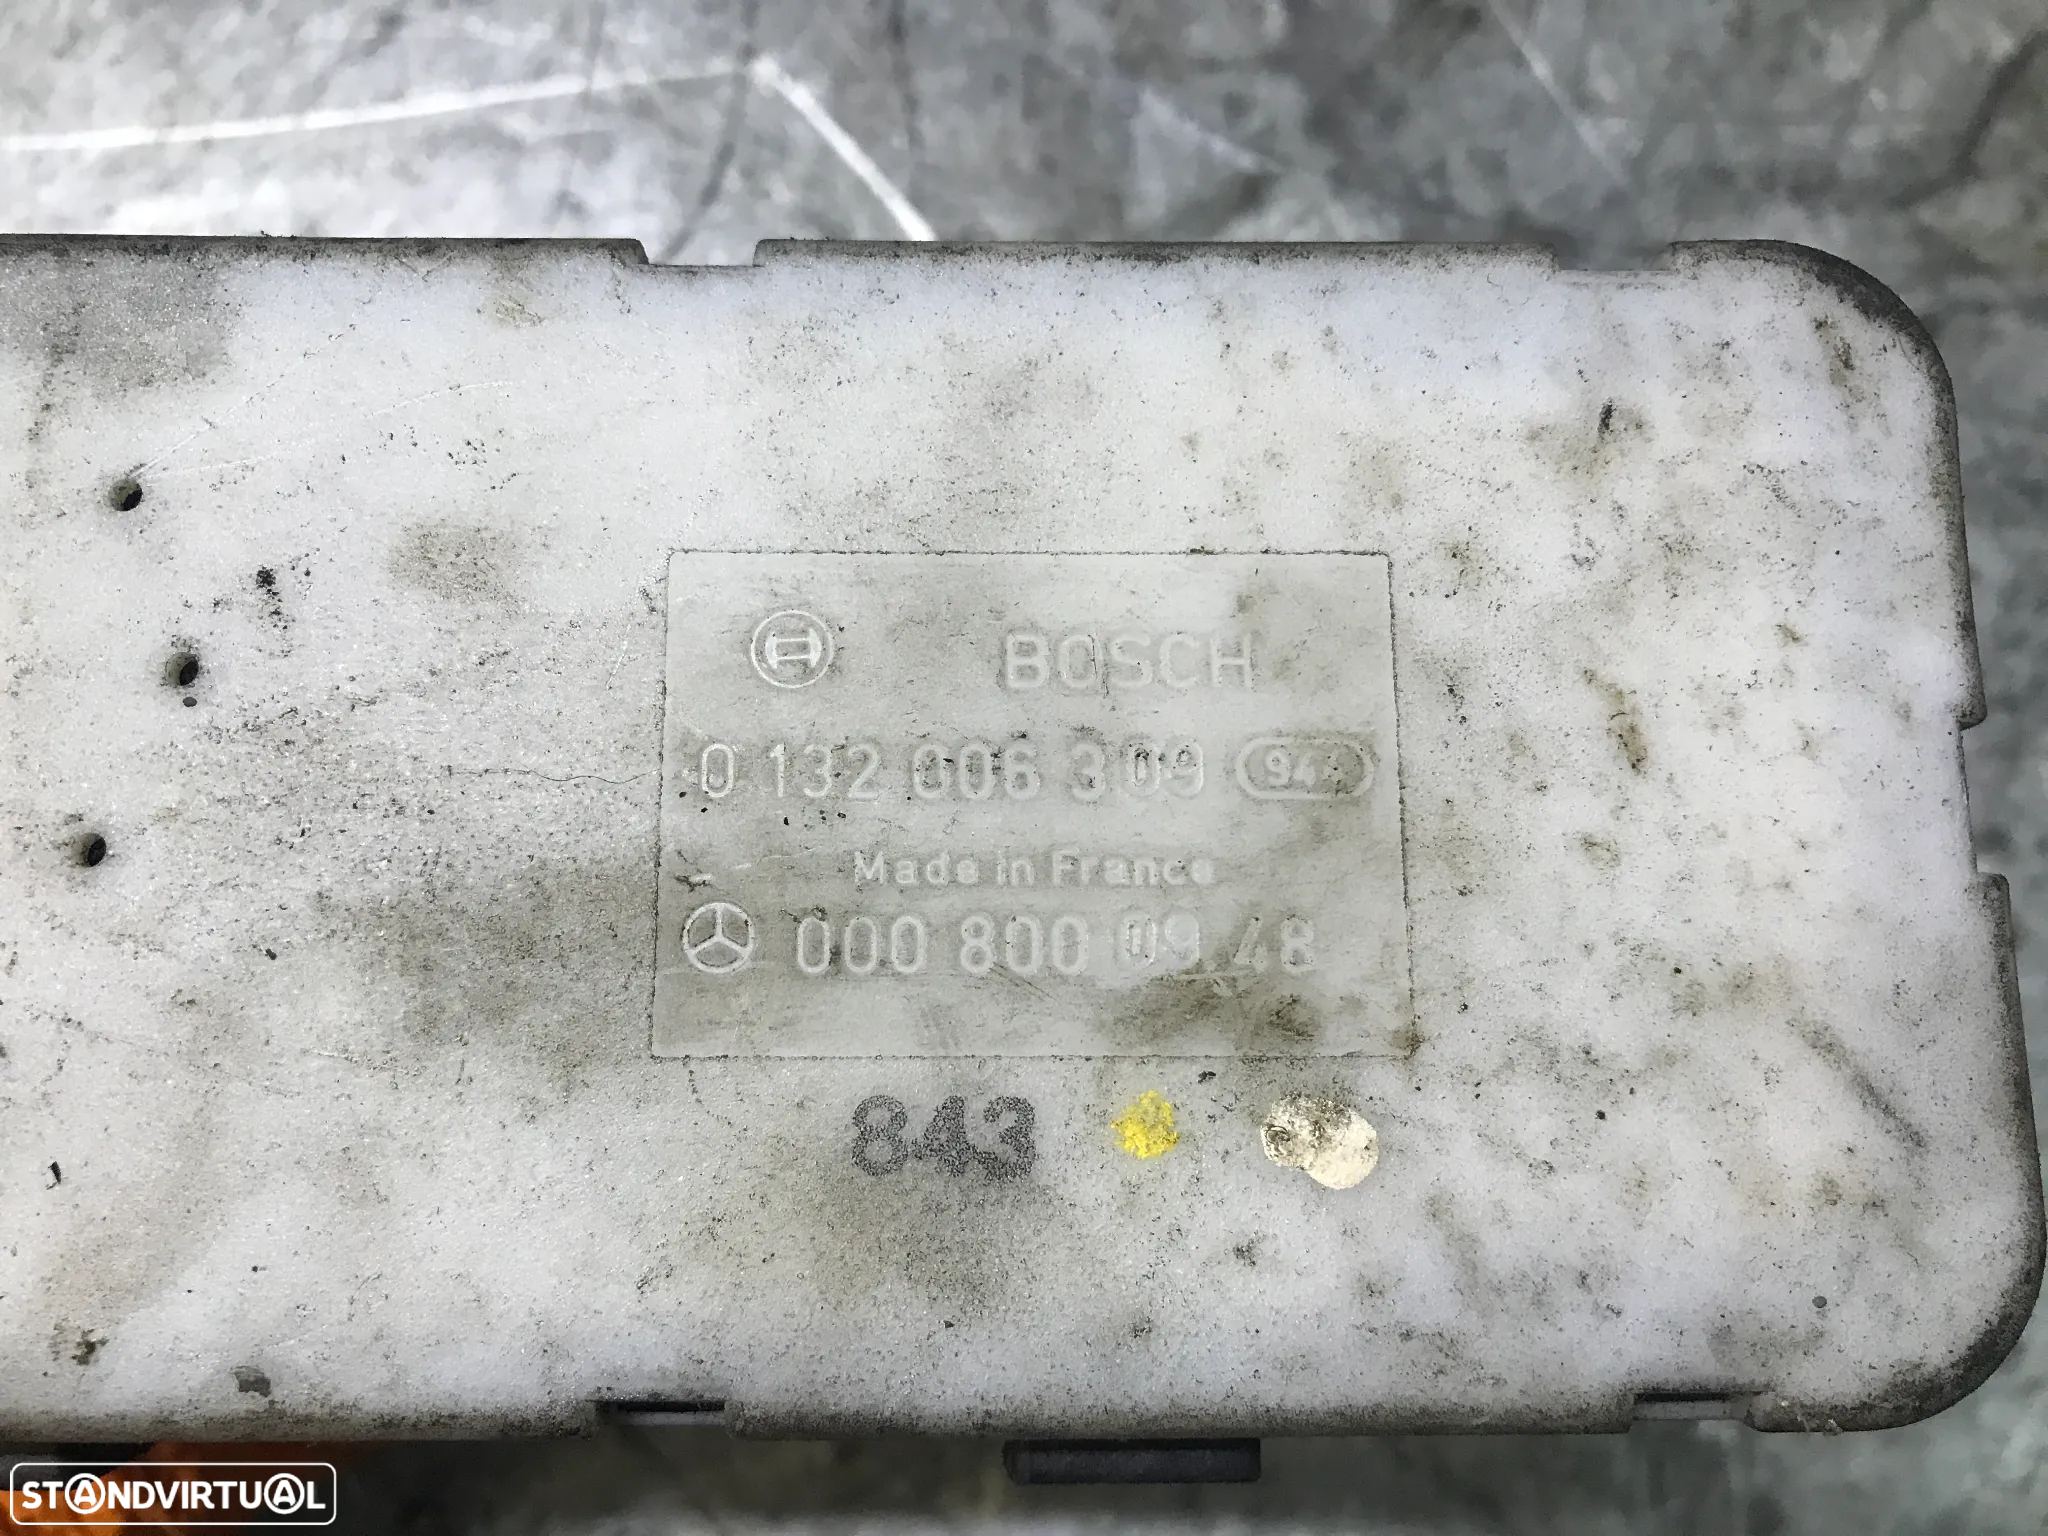 BOSCH
0 132 006 309
Made in France
000 800 09 48
843
STANDVIRTUAL